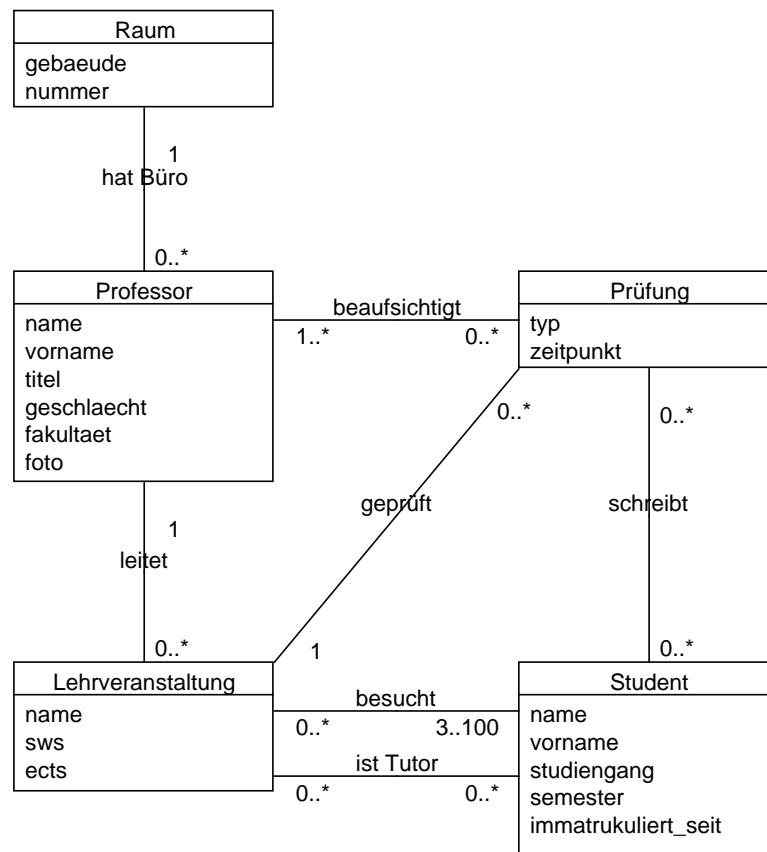 Raum
gebaeude
nummer
1
hat Büro
0..*
Professor
name
vorname
titel
geschlaecht
fakultaet
foto
beaufsichtigt
1..*
0..*
Prüfung
typ
zeitpunkt
0..*
0..*
geprüft
schreibt
1
leitet
0..*
1
0..*
Lehrveranstaltung
name
sws
ects
besucht
0..*
3..100
ist Tutor
0..*
0..*
Student
name
vorname
studiengang
semester
immatrukuliert_seit